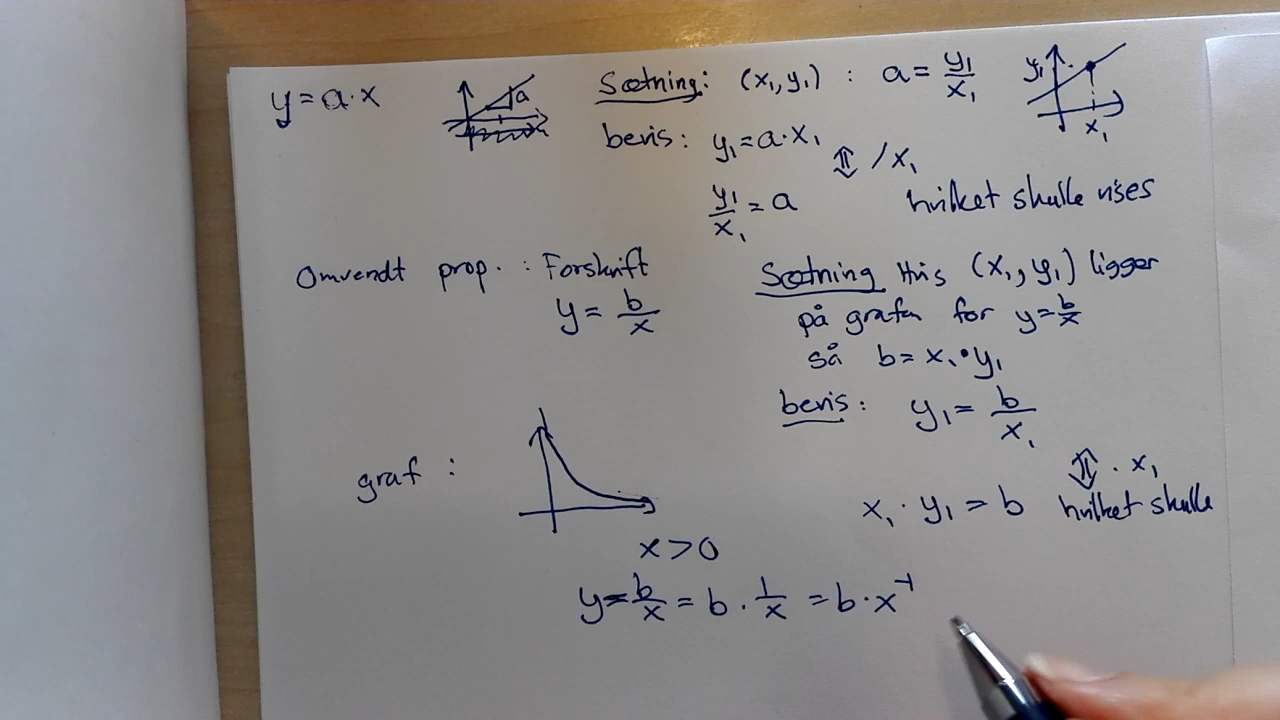 y = a · x
a
Sætning: (x₁, y₁) : a = y₁/x₁
y₁
x₁
bevis: y₁ = a · x₁
⇕ / x₁
y₁/x₁ = a hvilket skulle vises
Omvendt prop. : Forskrift
y = b/x
Sætning Hvis (x₁, y₁) ligger
på grafen for y = b/x
så b = x₁ • y₁
bevis: y₁ = b/x₁
⇕ · x₁
x₁ · y₁ = b hvilket skulle
graf :
x > 0
y = b/x = b · 1/x = b · x⁻¹